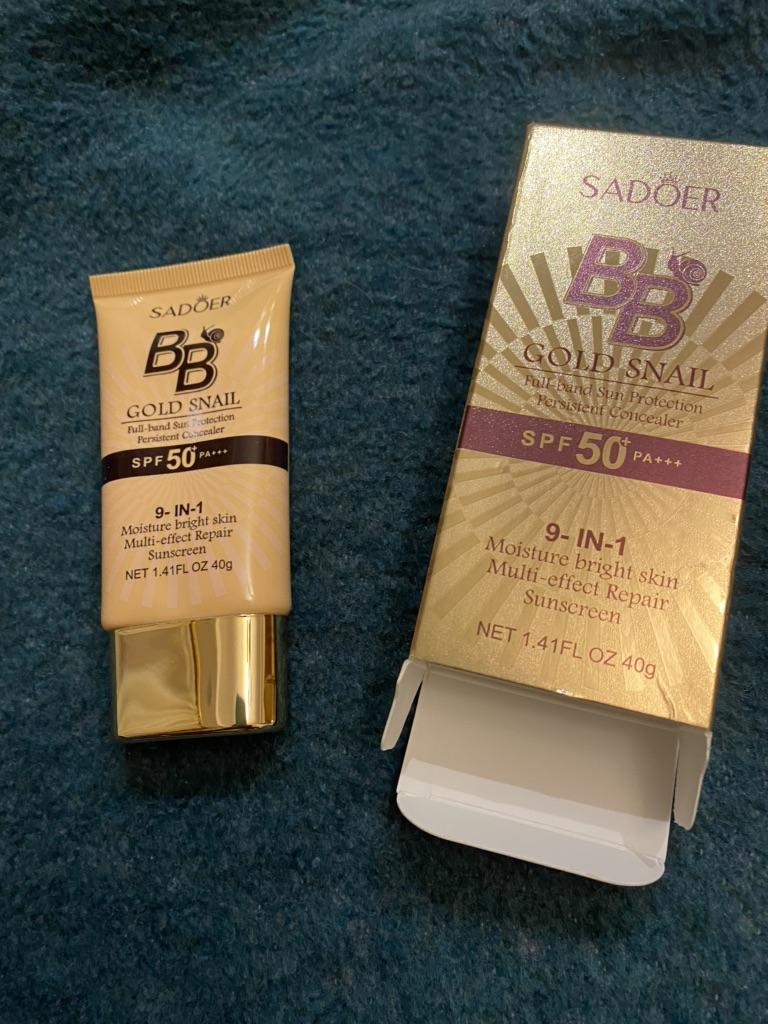 SADOER
BB
GOLD SNAIL
Full-band Sun Protection
Persistent Concealer
SPF 50+ PA+++
9- IN-1
Moisture bright skin
Multi-effect Repair
Sunscreen
NET 1.41FL OZ 40g
SADOER
BB
GOLD SNAIL
Full-band Sun Protection
Persistent Concealer
SPF 50+ PA+++
9- IN-1
Moisture bright skin
Multi-effect Repair
Sunscreen
NET 1.41FL OZ 40g